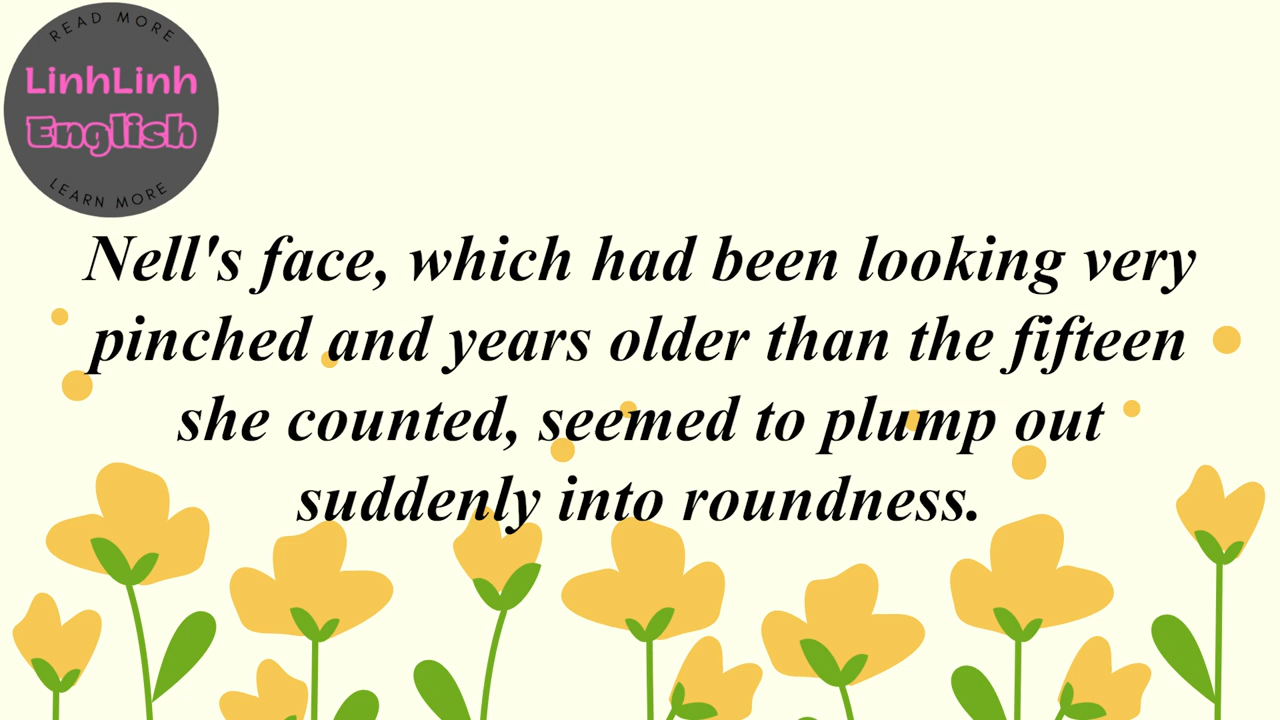 READ MORE
LinhLinh
English
LEARN MORE
Nell's face, which had been looking very
pinched and years older than the fifteen
she counted, seemed to plump out
suddenly into roundness.